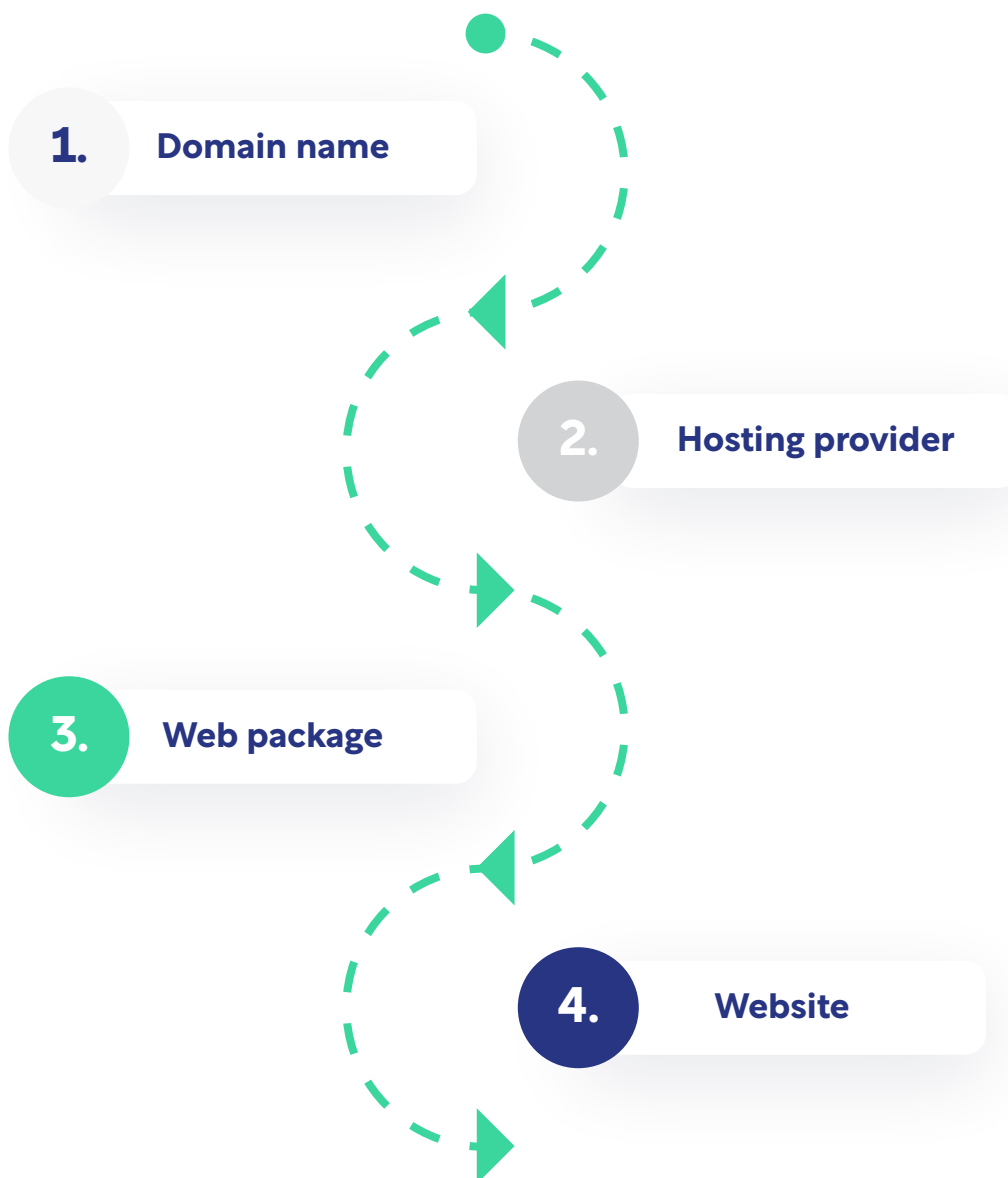 1. Domain name
2. Hosting provider
3. Web package
4. Website